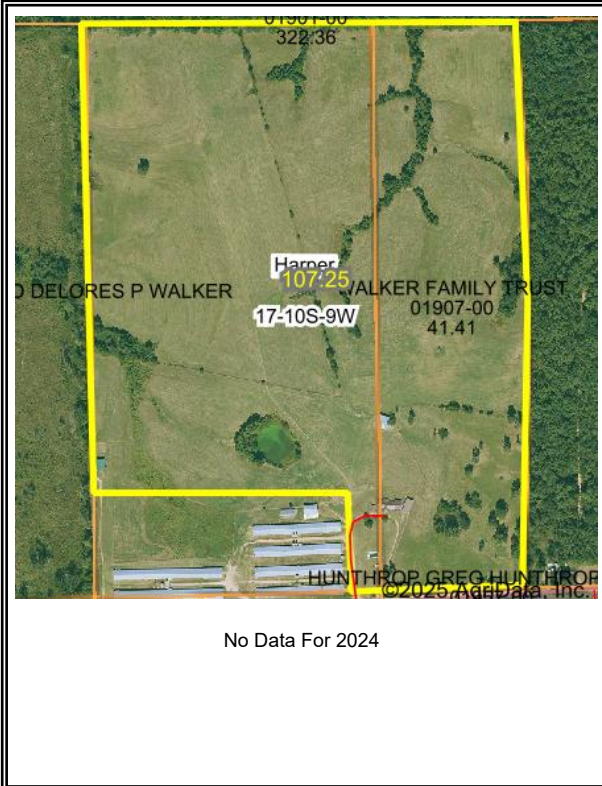 01901-00
322.36
Harper
107.25
D DELORES P WALKER
WALKER FAMILY TRUST
17-10S-9W
01907-00
41.41
HUNTHROP GREG HUNTHROP
©2025 AgriData, Inc.
No Data For 2024